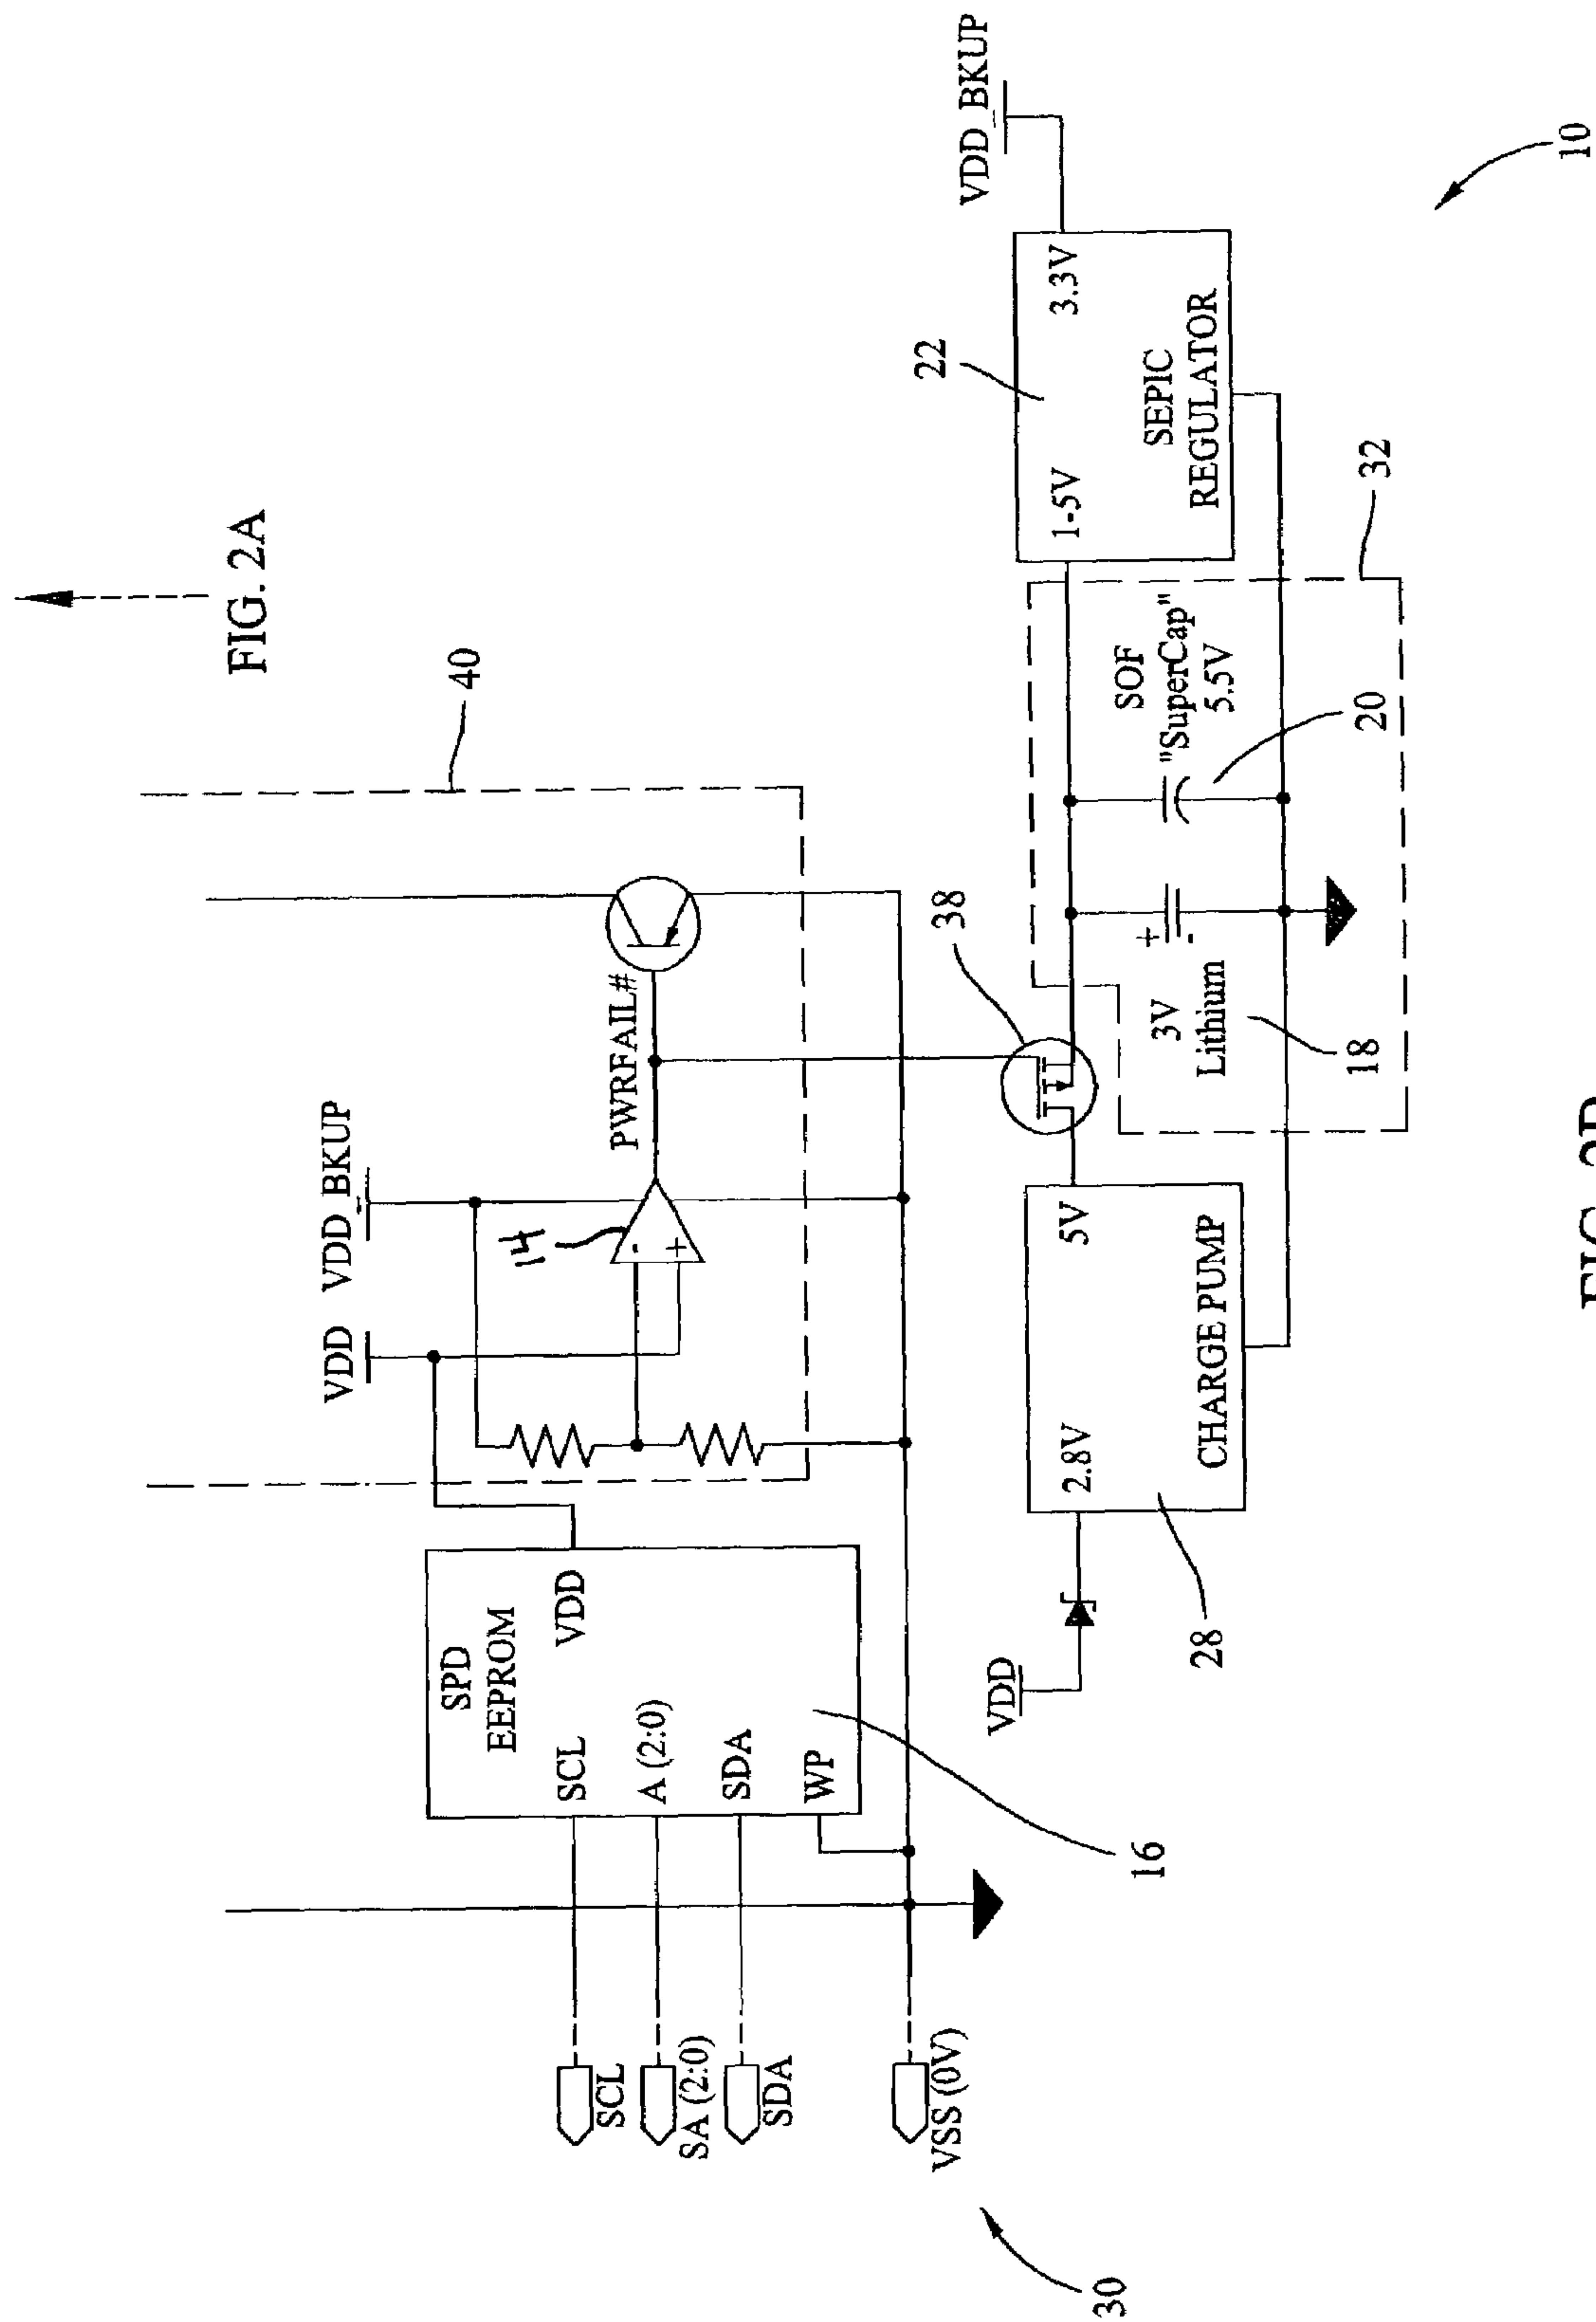 FIG. 2A
40
VDD
VDD_BKUP
14
PWRFAIL#
SPD
EEPROM
SCL
VDD
A (2:0)
SDA
WP
16
SCL
SA (2:0)
SDA
VSS (0V)
30
VDD
2.8V
5V
CHARGE PUMP
28
38
3V
Lithium
18
+
-
SOF
"SuperCap"
5.5V
20
32
22
1-5V
3.3V
SEPIC
REGULATOR
VDD_BKUP
10
-
+